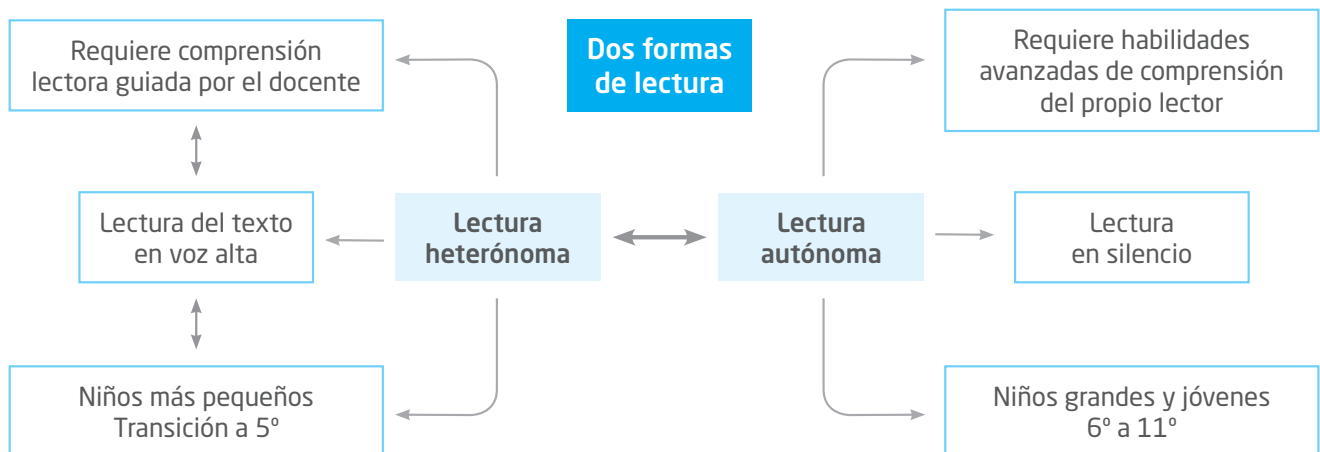 Dos formas
de lectura
Requiere comprensión
lectora guiada por el docente
Lectura del texto
en voz alta
Niños más pequeños
Transición a 5º
Lectura
heterónoma
Lectura
autónoma
Requiere habilidades
avanzadas de comprensión
del propio lector
Lectura
en silencio
Niños grandes y jóvenes
6º a 11º